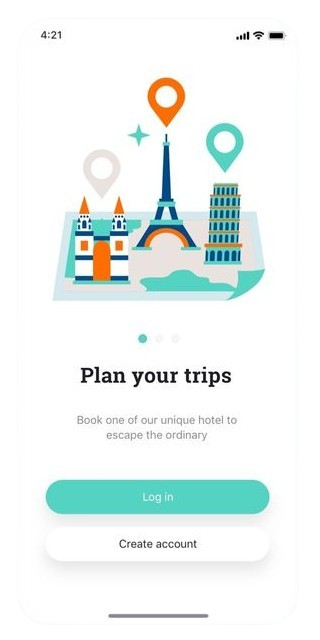 4:21
Plan your trips
Book one of our unique hotel to
escape the ordinary
Log in
Create account